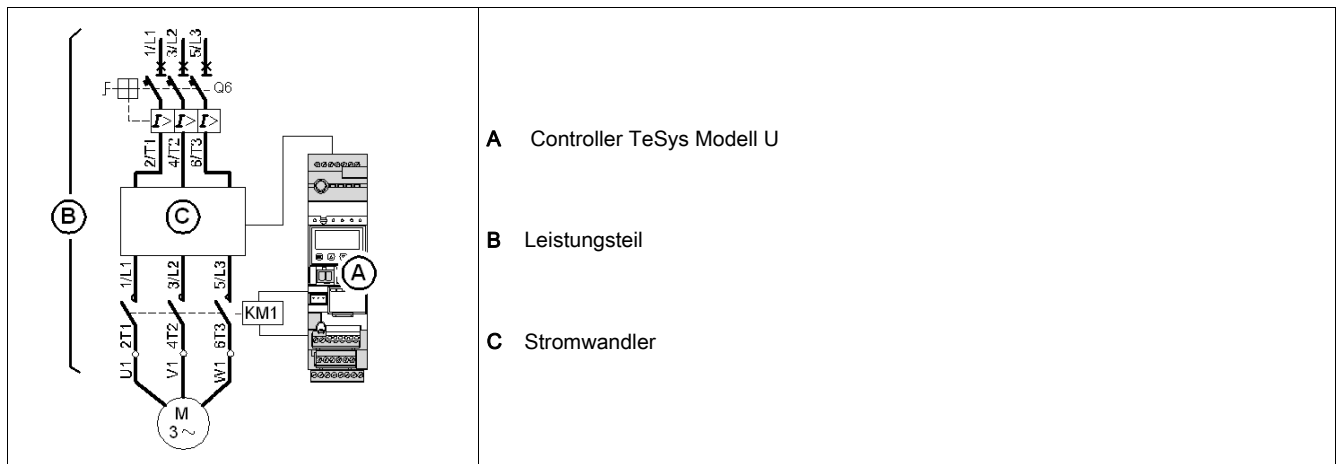 1/L1 3/L2 5/L3
Q6
I> I> I>
2/T1 4/T2 6/T3
B
C
A
1/L1 3/L2 5/L3
KM1
2T1 4T2 6T3
U1 V1 W1
M
3~
A Controller TeSys Modell U
B Leistungsteil
C Stromwandler